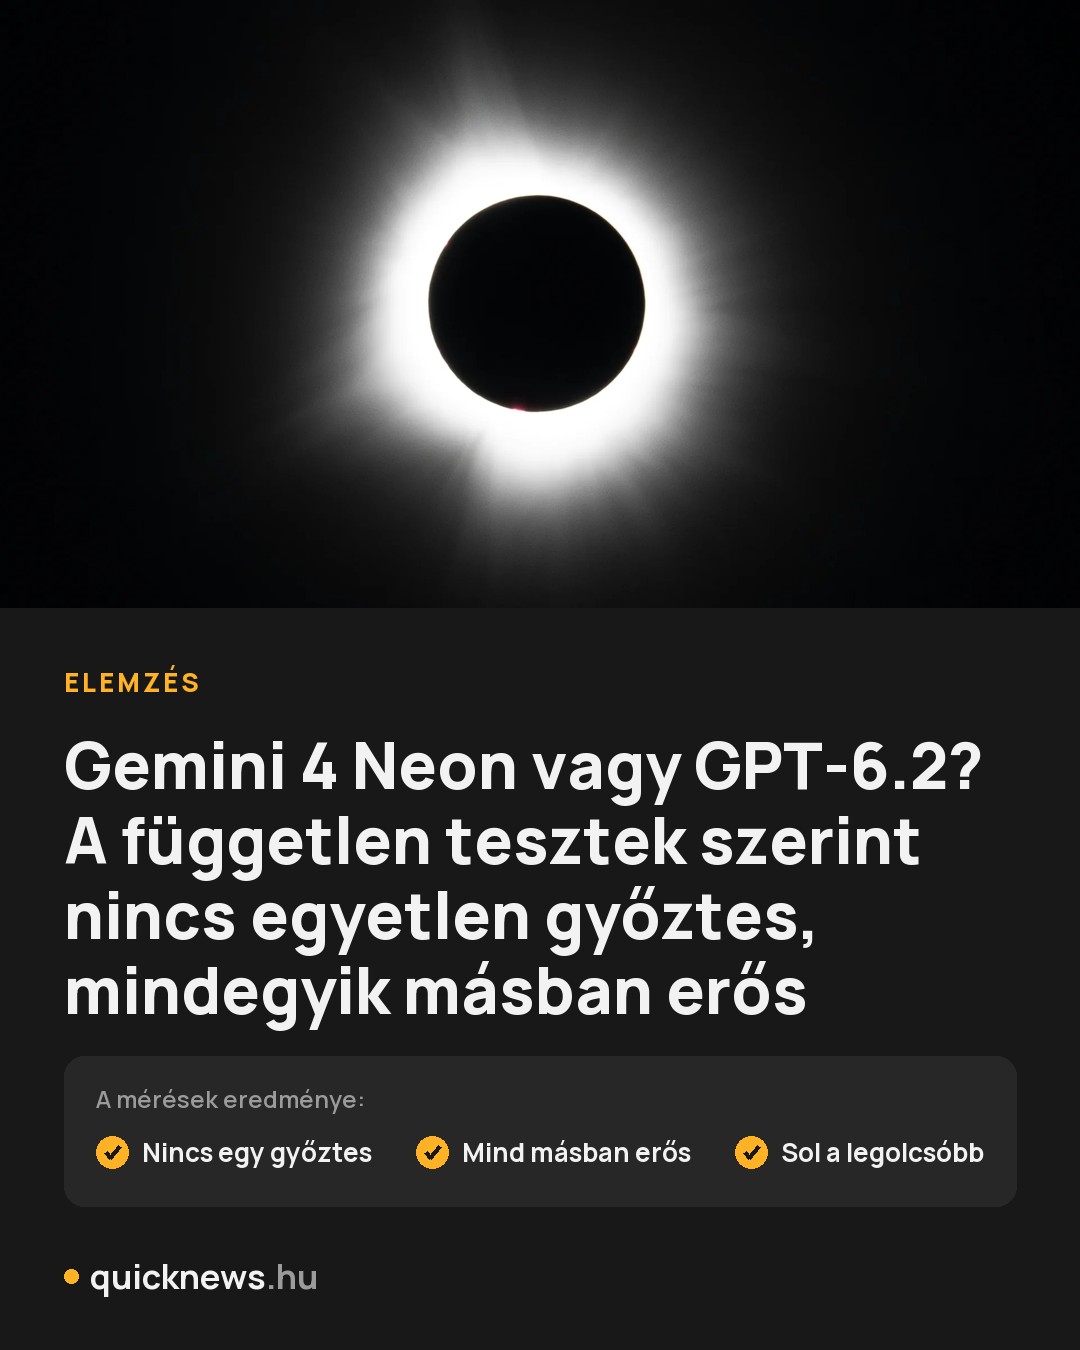 ELEMZÉS
Gemini 4 Neon vagy GPT-6.2?
A független tesztek szerint
nincs egyetlen győztes,
mindegyik másban erős
A mérések eredménye:
Nincs egy győztes Mind másban erős Sol a legolcsóbb
quicknews.hu